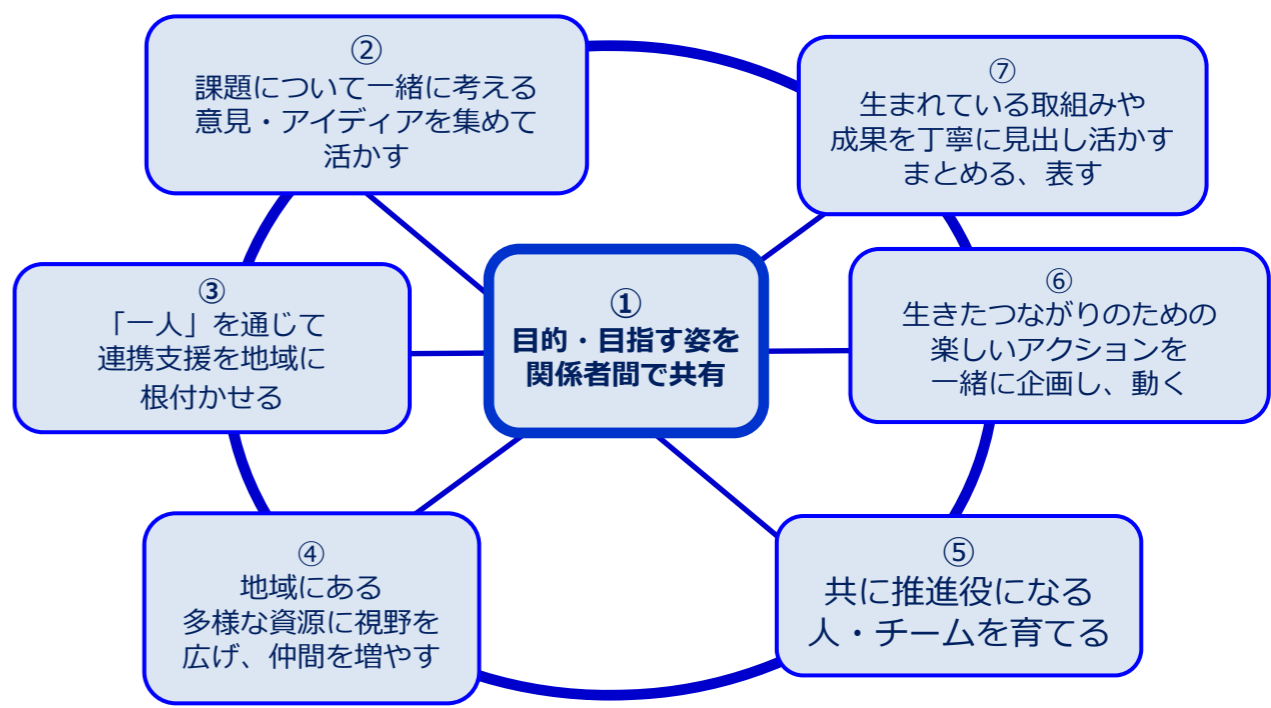 ①
目的・目指す姿を
関係者間で共有
②
課題について一緒に考える
意見・アイディアを集めて
活かす
③
「一人」を通じて
連携支援を地域に
根付かせる
④
地域にある
多様な資源に視野を
広げ、仲間を増やす
⑤
共に推進役になる
人・チームを育てる
⑥
生きたつながりのための
楽しいアクションを
一緒に企画し、動く
⑦
生まれている取組みや
成果を丁寧に見出し活かす
まとめる、表す